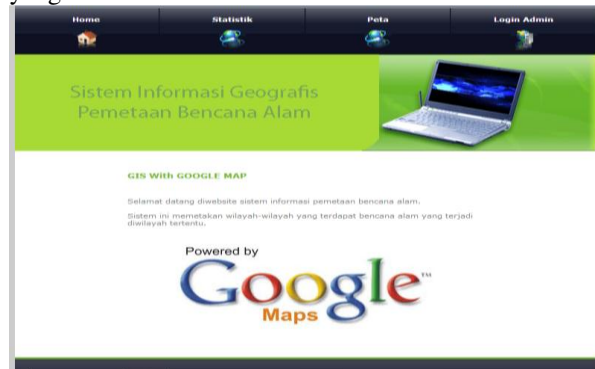 Home Statistik Peta Login Admin
Sistem Informasi Geografis
Pemetaan Bencana Alam
GIS With GOOGLE MAP
Selamat datang diwebsite sistem informasi pemetaan bencana alam.
Sistem ini memetakan wilayah-wilayah yang terdapat bencana alam yang terjadi
diwilayah tertentu.
Powered by
Google™
Maps